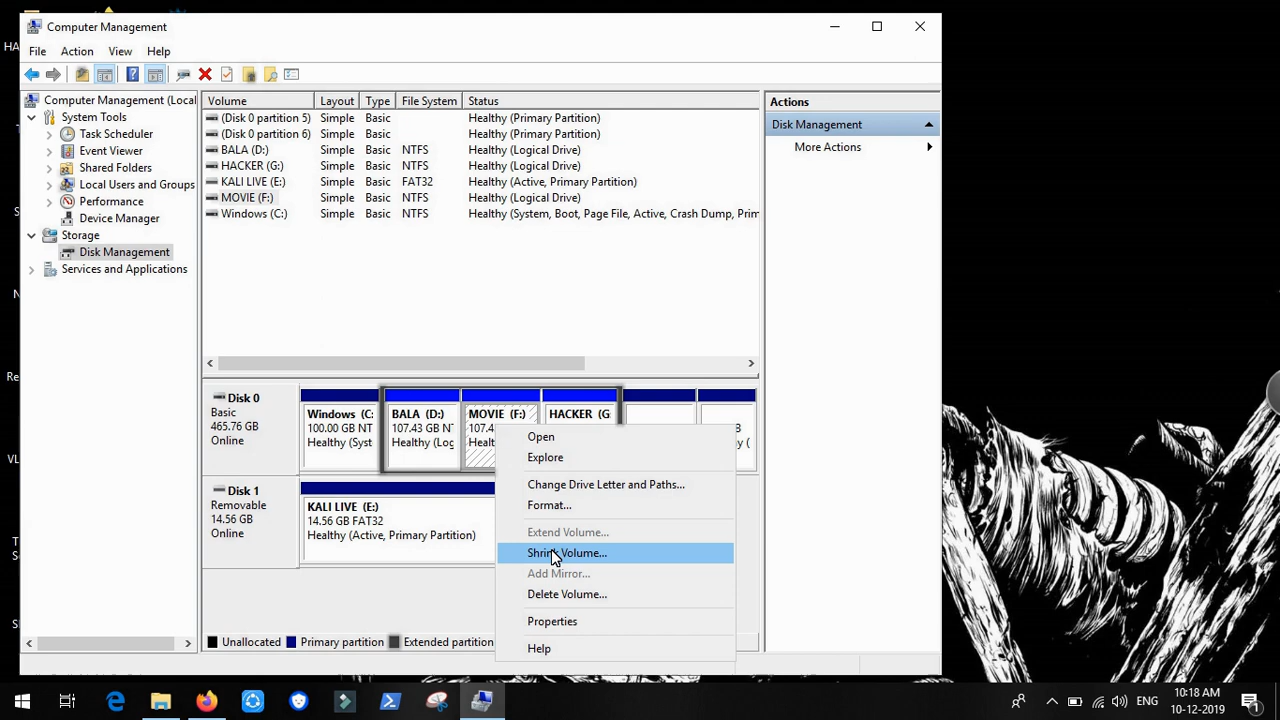 HA
Computer Management
File Action View Help
Computer Management (Local
System Tools
Task Scheduler
Event Viewer
Shared Folders
Local Users and Groups
Performance
Device Manager
Storage
Disk Management
Services and Applications
Volume Layout Type File System Status
(Disk 0 partition 5) Simple Basic Healthy (Primary Partition)
(Disk 0 partition 6) Simple Basic Healthy (Primary Partition)
BALA (D:) Simple Basic NTFS Healthy (Logical Drive)
HACKER (G:) Simple Basic NTFS Healthy (Logical Drive)
KALI LIVE (E:) Simple Basic FAT32 Healthy (Active, Primary Partition)
MOVIE (F:) Simple Basic NTFS Healthy (Logical Drive)
Windows (C:) Simple Basic NTFS Healthy (System, Boot, Page File, Active, Crash Dump, Prim
Actions
Disk Management
More Actions
Re
VL
Disk 0
Basic
465.76 GB
Online
Windows (C:
100.00 GB NT
Healthy (Syst
BALA (D:)
107.43 GB NT
Healthy (Log
MOVIE (F:)
107.4
Healt
HACKER (G
Disk 1
Removable
14.56 GB
Online
KALI LIVE (E:)
14.56 GB FAT32
Healthy (Active, Primary Partition)
Open
Explore
Change Drive Letter and Paths...
Format...
Extend Volume...
Shrink Volume...
Add Mirror...
Delete Volume...
Properties
Help
Unallocated Primary partition Extended partition
ENG
10:18 AM
10-12-2019
1